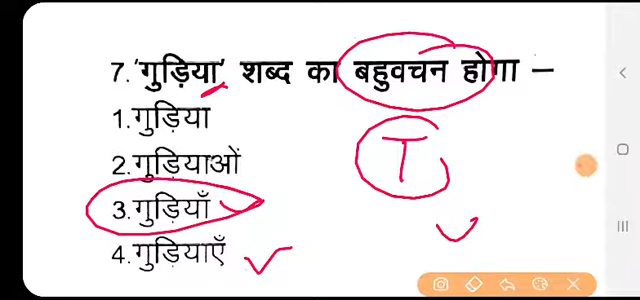 7. 'गुड़िया' शब्द का बहुवचन होगा –
1. गुड़िया
2. गुड़ियाओं
3. गुड़ियाँ
4. गुड़ियाएँ
T